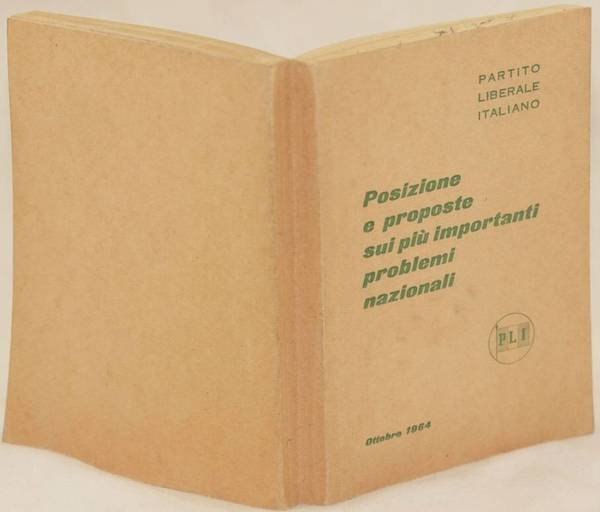 PARTITO
LIBERALE
ITALIANO
Posizione
e proposte
sui più importanti
problemi
nazionali
PLI
Ottobre 1964